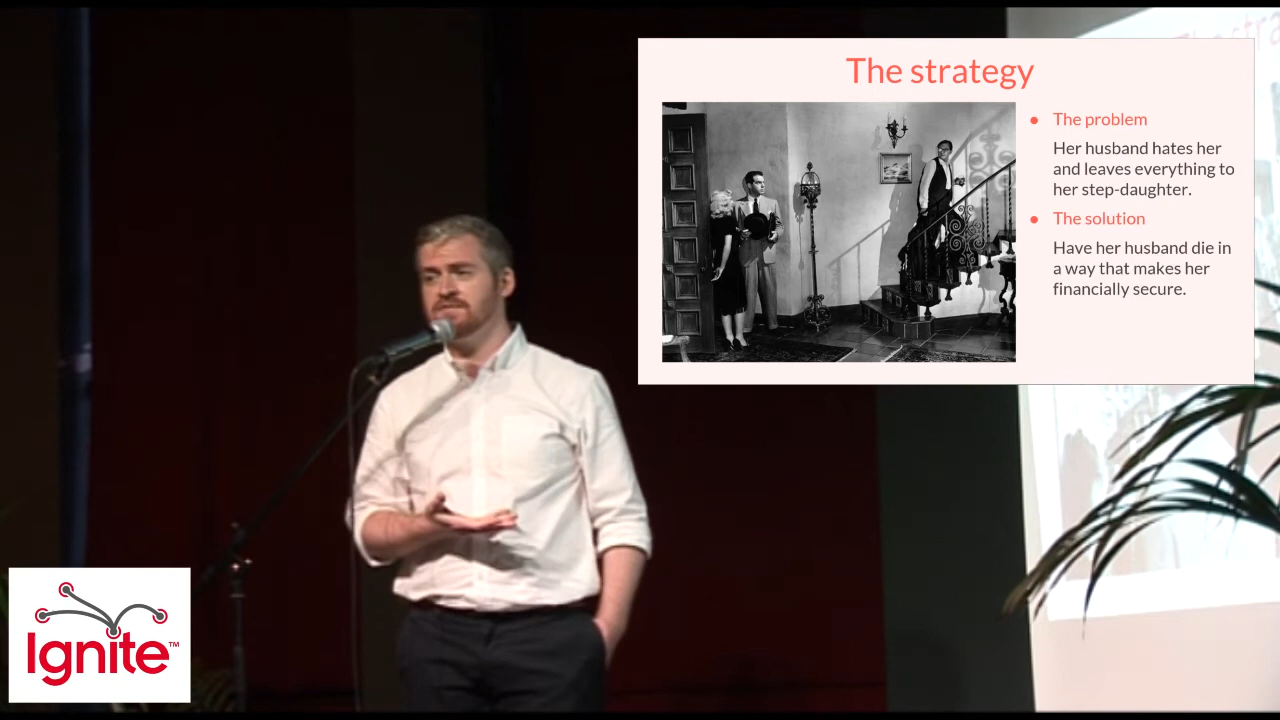 The strategy
● The problem
Her husband hates her
and leaves everything to
her step-daughter.
● The solution
Have her husband die in
a way that makes her
financially secure.
Ignite™